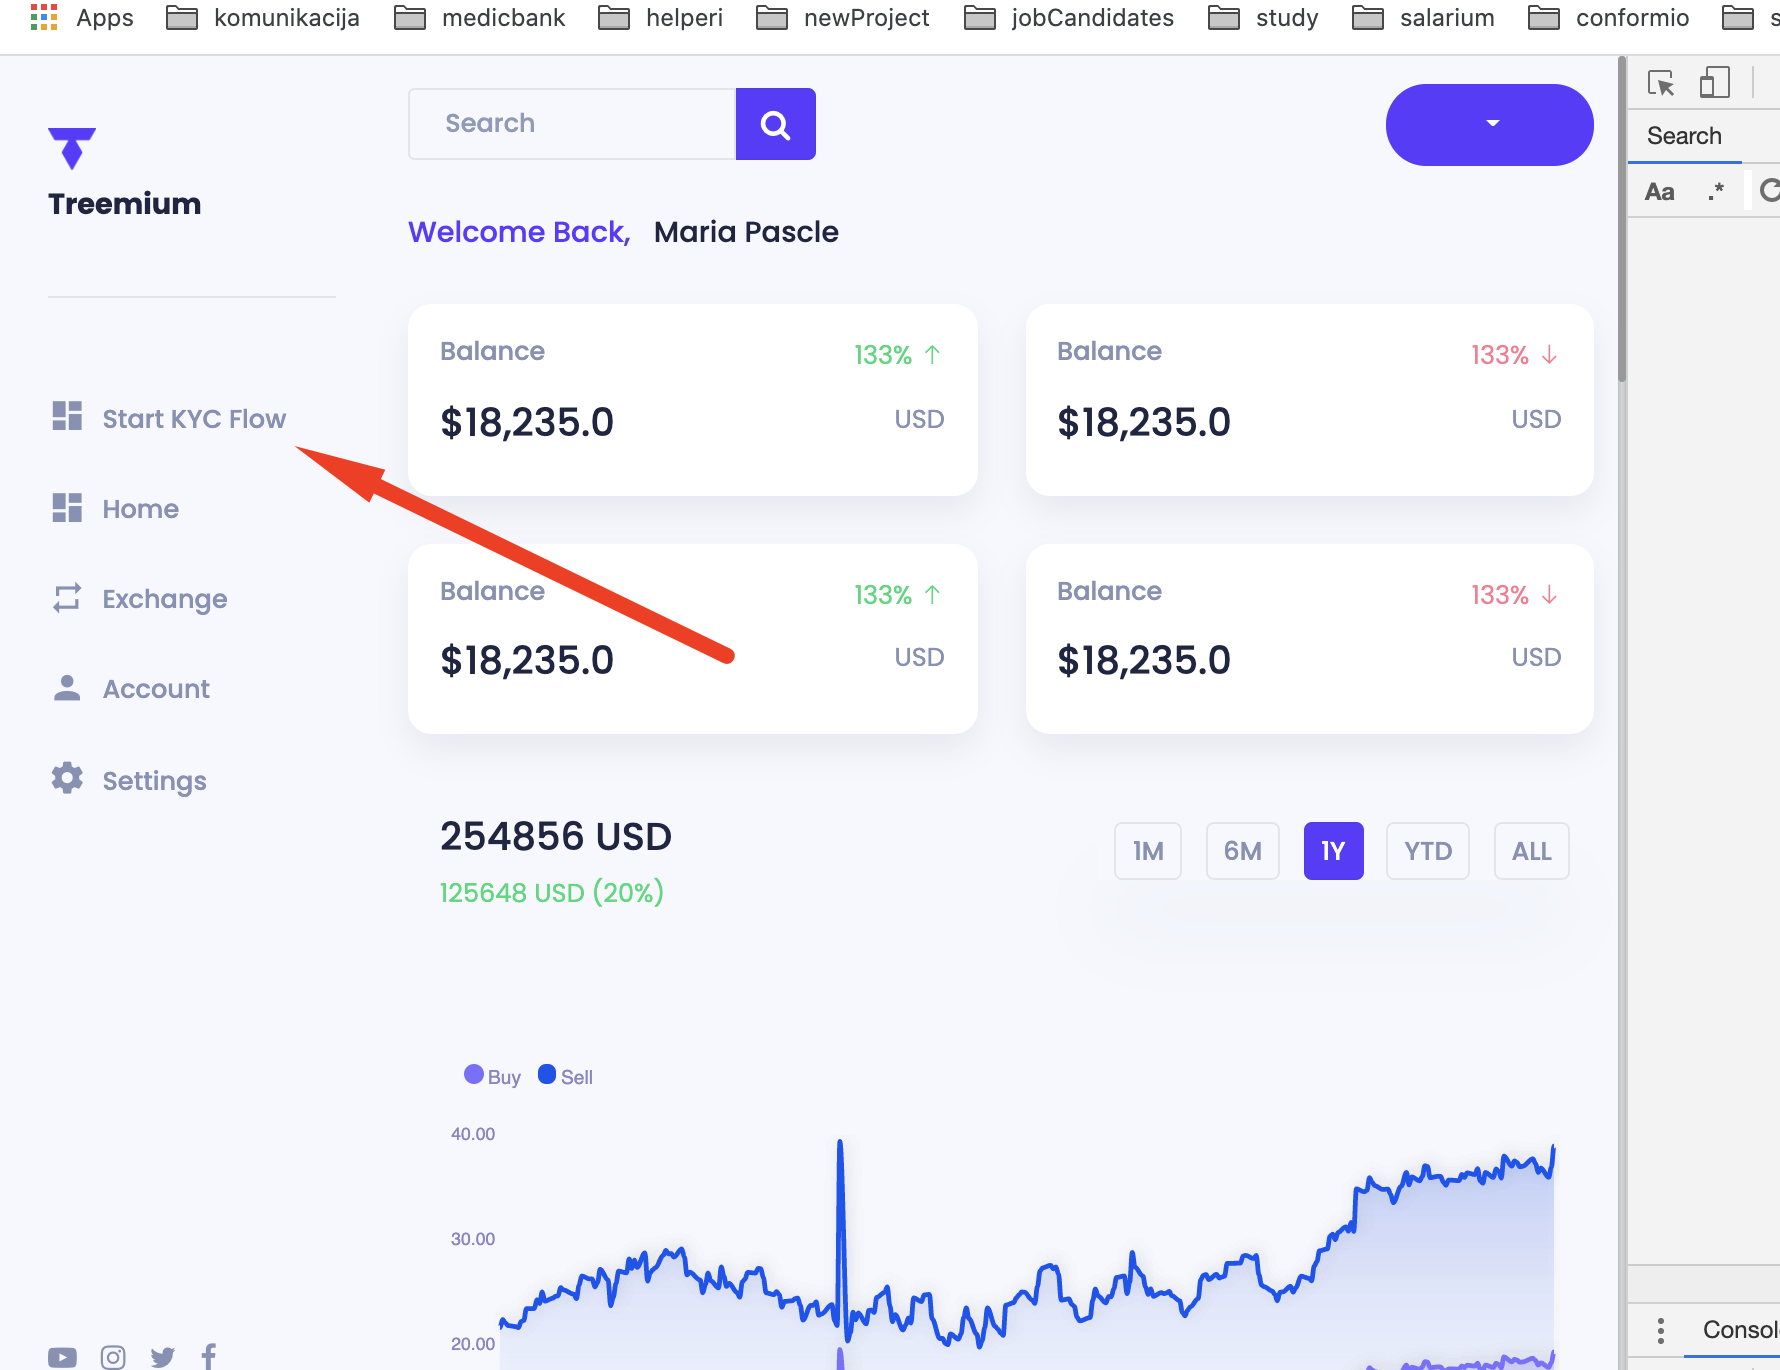 Apps komunikacija medicbank helperi newProject jobCandidates study salarium conformio
Search
Search
Treemium
Aa .*
Welcome Back, Maria Pascle
Balance 133% ↑
$18,235.0 USD
Balance 133% ↓
$18,235.0 USD
Start KYC Flow
Home
Exchange
Account
Settings
Balance 133% ↑
$18,235.0 USD
Balance 133% ↓
$18,235.0 USD
254856 USD
125648 USD (20%)
1M 6M 1Y YTD ALL
Buy Sell
40.00
30.00
20.00